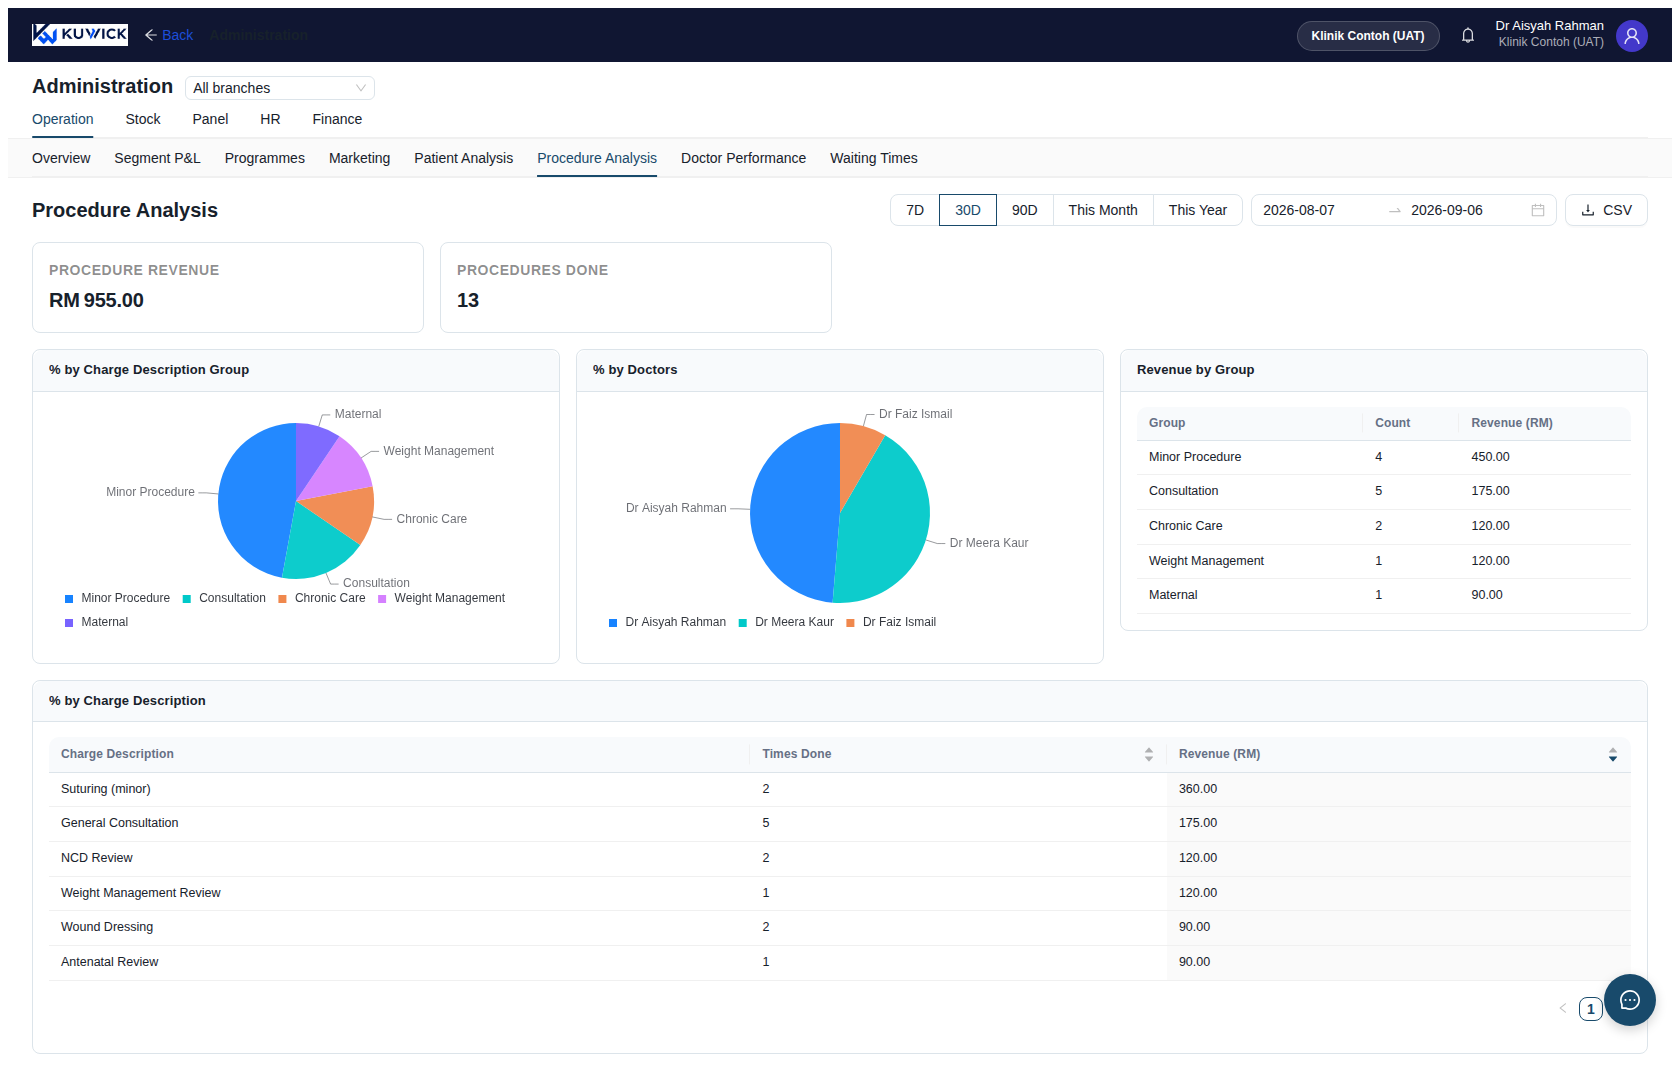 KUWICK
Back Administration
Klinik Contoh (UAT)
Dr Aisyah Rahman
Klinik Contoh (UAT)
Administration
All branches
Operation Stock Panel HR Finance
Overview Segment P&L Programmes Marketing Patient Analysis Procedure Analysis Doctor Performance Waiting Times
Procedure Analysis
7D 30D 90D This Month This Year 2026-08-07 2026-09-06 CSV
PROCEDURE REVENUE
RM 955.00
PROCEDURES DONE
13
% by Charge Description Group
Maternal
Weight Management
Minor Procedure
Chronic Care
Consultation
Minor Procedure Consultation Chronic Care Weight Management
Maternal
% by Doctors
Dr Faiz Ismail
Dr Aisyah Rahman
Dr Meera Kaur
Dr Aisyah Rahman Dr Meera Kaur Dr Faiz Ismail
Revenue by Group
Group Count Revenue (RM)
Minor Procedure 4 450.00
Consultation 5 175.00
Chronic Care 2 120.00
Weight Management 1 120.00
Maternal 1 90.00
% by Charge Description
Charge Description Times Done Revenue (RM)
Suturing (minor) 2 360.00
General Consultation 5 175.00
NCD Review 2 120.00
Weight Management Review 1 120.00
Wound Dressing 2 90.00
Antenatal Review 1 90.00
1